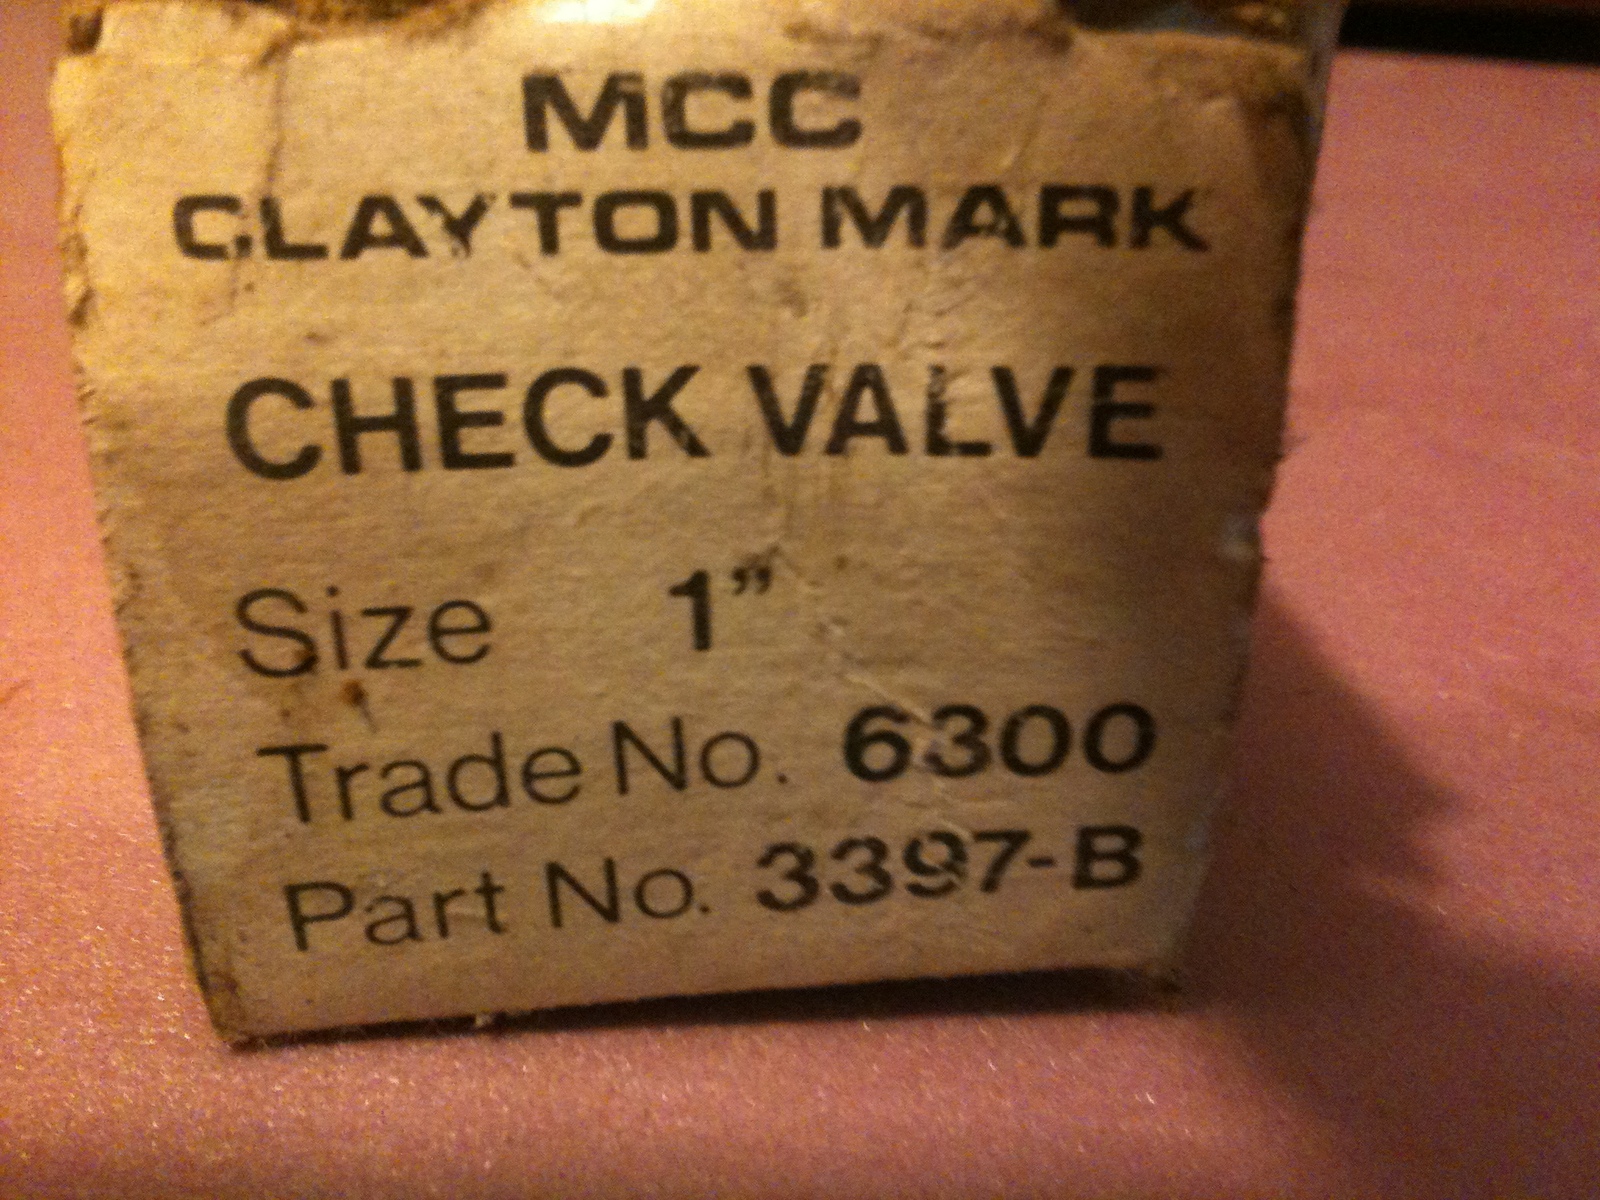 MCC
CLAYTON MARK
CHECK VALVE
Size 1”
Trade No. 6300
Part No. 3397-B